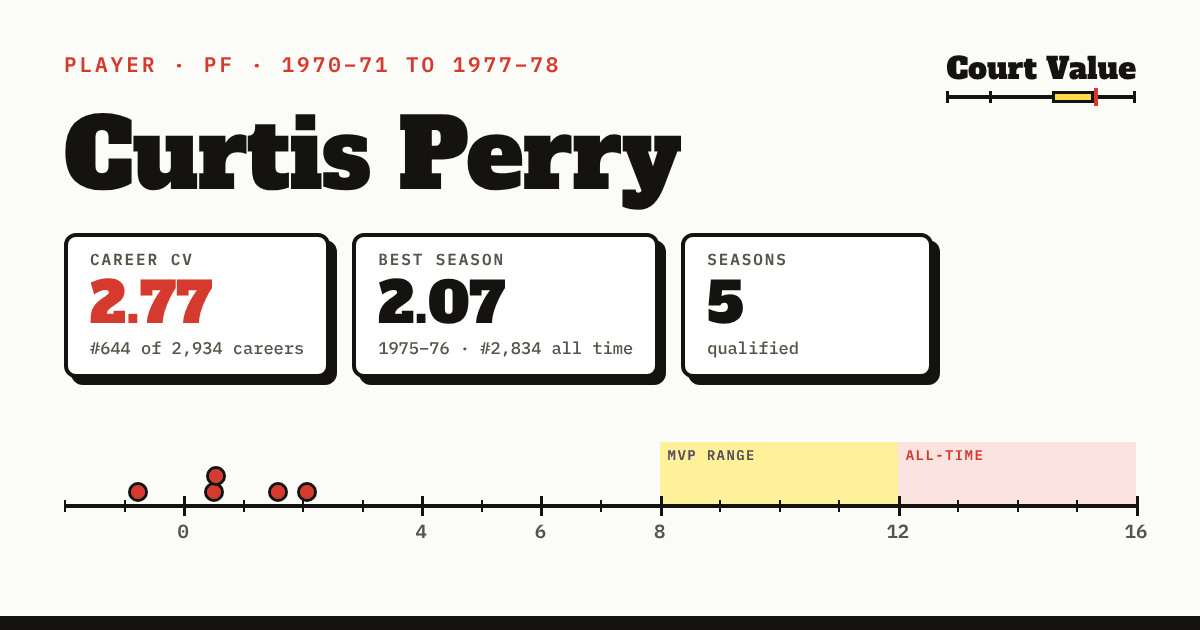 PLAYER · PF · 1970–71 TO 1977–78
Court Value
Curtis Perry
CAREER CV
2.77
#644 of 2,934 careers
BEST SEASON
2.07
1975–76 · #2,834 all time
SEASONS
5
qualified
MVP RANGE
ALL-TIME
0 4 6 8 12 16